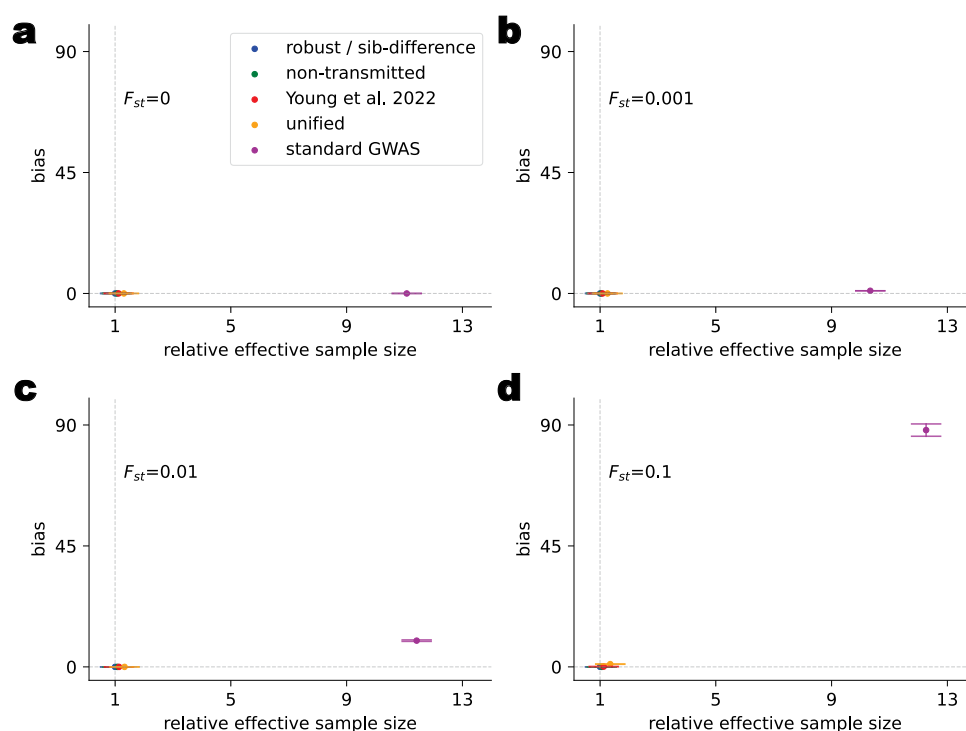 a
90
45
0
bias
F_st=0
robust / sib-difference
non-transmitted
Young et al. 2022
unified
standard GWAS
1 5 9 13
relative effective sample size
b
90
45
0
bias
F_st=0.001
1 5 9 13
relative effective sample size
c
90
45
0
bias
F_st=0.01
1 5 9 13
relative effective sample size
d
90
45
0
bias
F_st=0.1
1 5 9 13
relative effective sample size